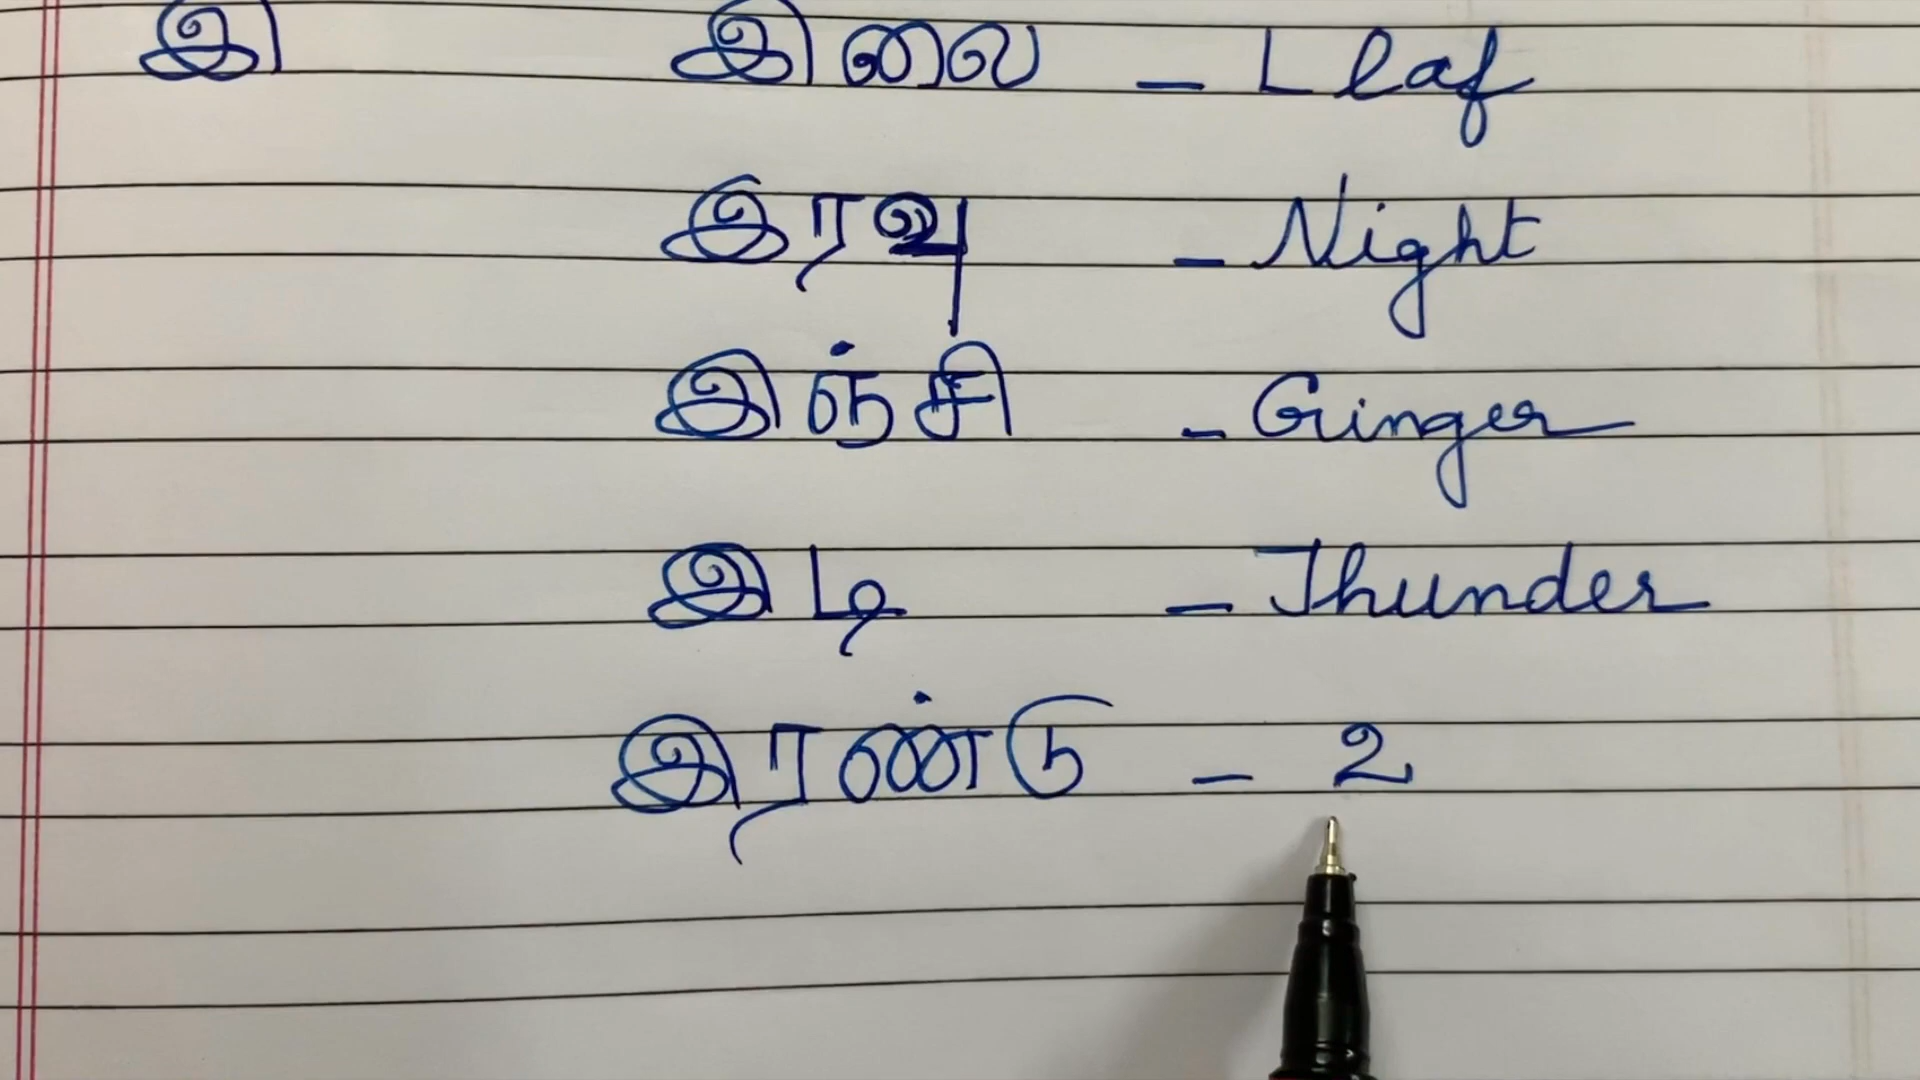 இ இலை - Leaf
இரவு - Night
இஞ்சி - Ginger
இடி - Thunder
இரண்டு - 2